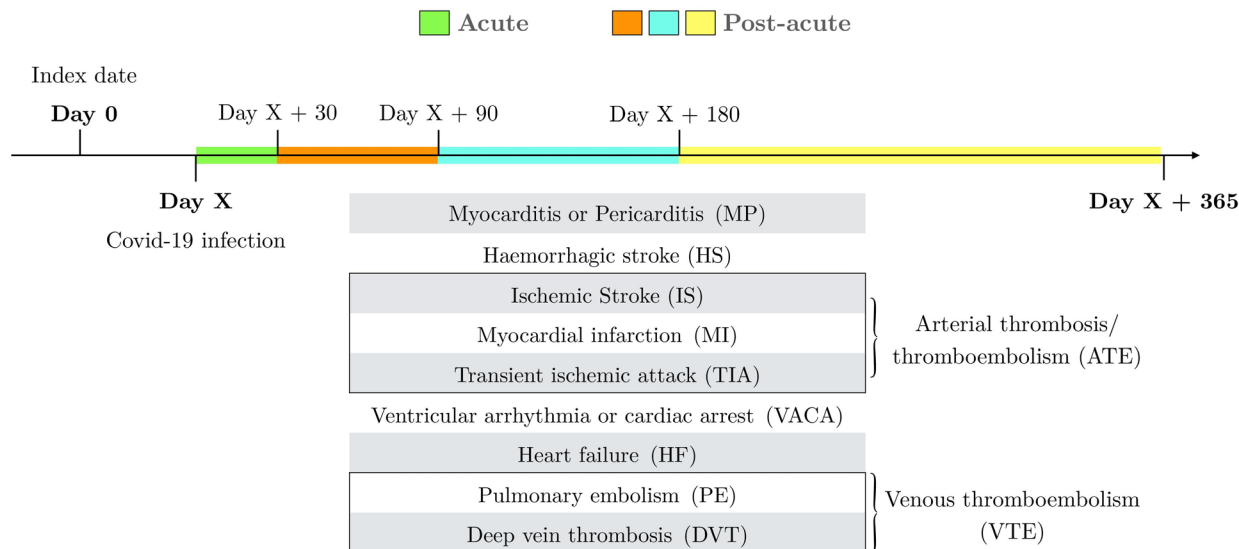 Acute
Post-acute
Index date
Day 0
Day X + 30
Day X + 90
Day X + 180
Day X
Day X + 365
Covid-19 infection
Myocarditis or Pericarditis (MP)
Haemorrhagic stroke (HS)
Ischemic Stroke (IS)
Myocardial infarction (MI)
Transient ischemic attack (TIA)
Arterial thrombosis/
thromboembolism (ATE)
Ventricular arrhythmia or cardiac arrest (VACA)
Heart failure (HF)
Pulmonary embolism (PE)
Deep vein thrombosis (DVT)
Venous thromboembolism
(VTE)